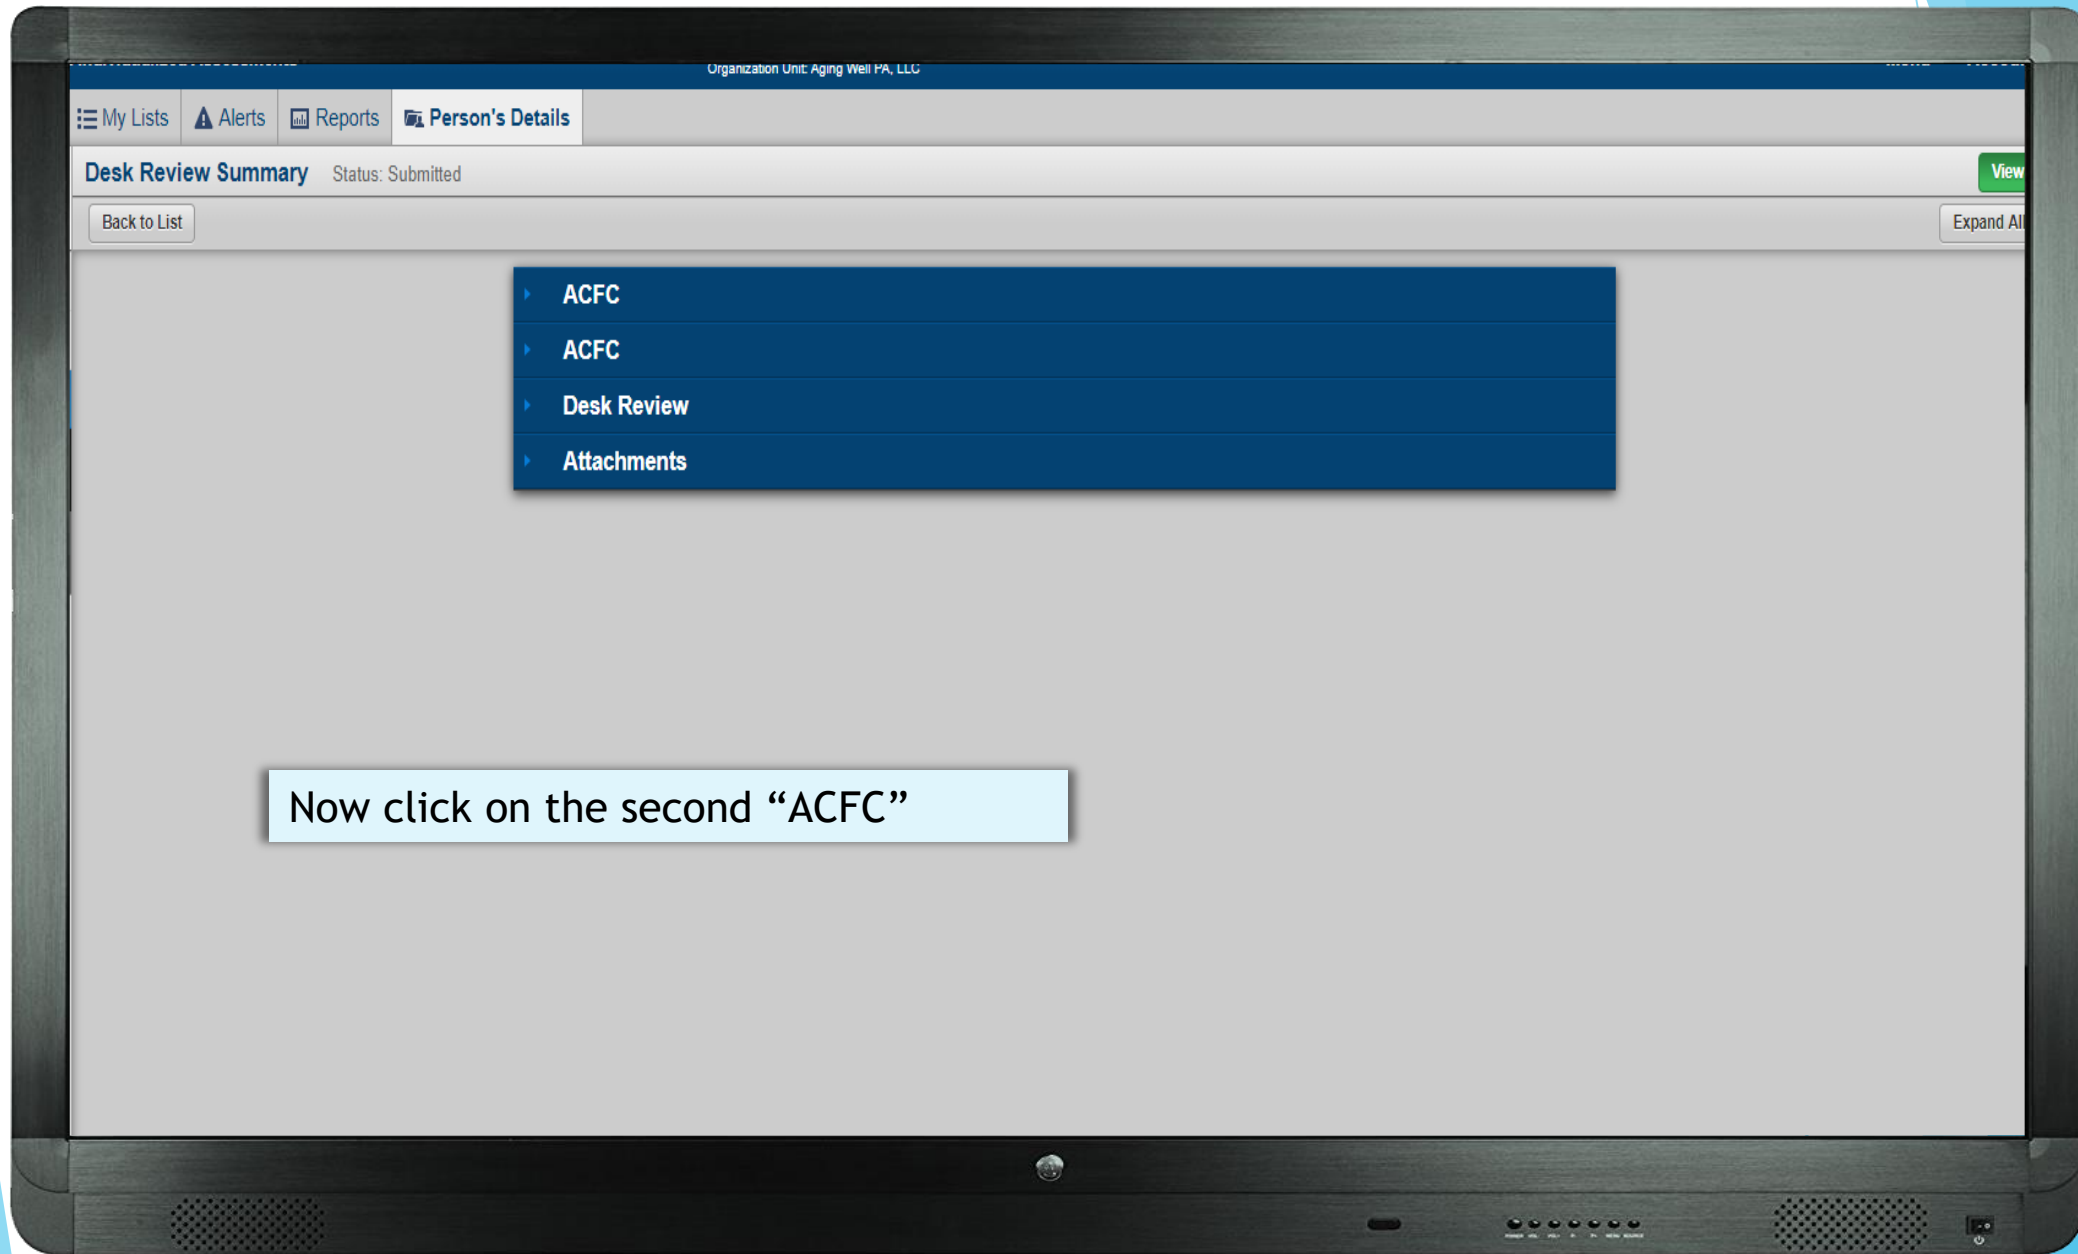 Organization Unit: Aging Well PA, LLC
My Lists Alerts Reports Person's Details
Desk Review Summary Status: Submitted View
Back to List Expand All
ACFC
ACFC
Desk Review
Attachments
Now click on the second “ACFC”